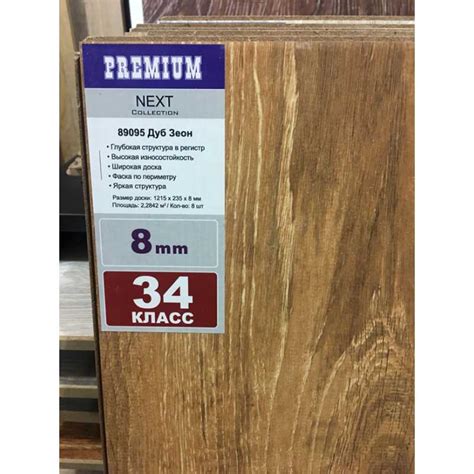 PREMIUM
NEXT
COLLECTION
89095 Дуб Зеон
• Глубокая структура в регистр
• Высокая износостойкость
• Широкая доска
• Фаска по периметру
• Яркая структура
Размер доски: 1215 x 235 x 8 мм
Площадь: 2,2842 м² / Кол-во: 8 шт
8mm
34
КЛАСС